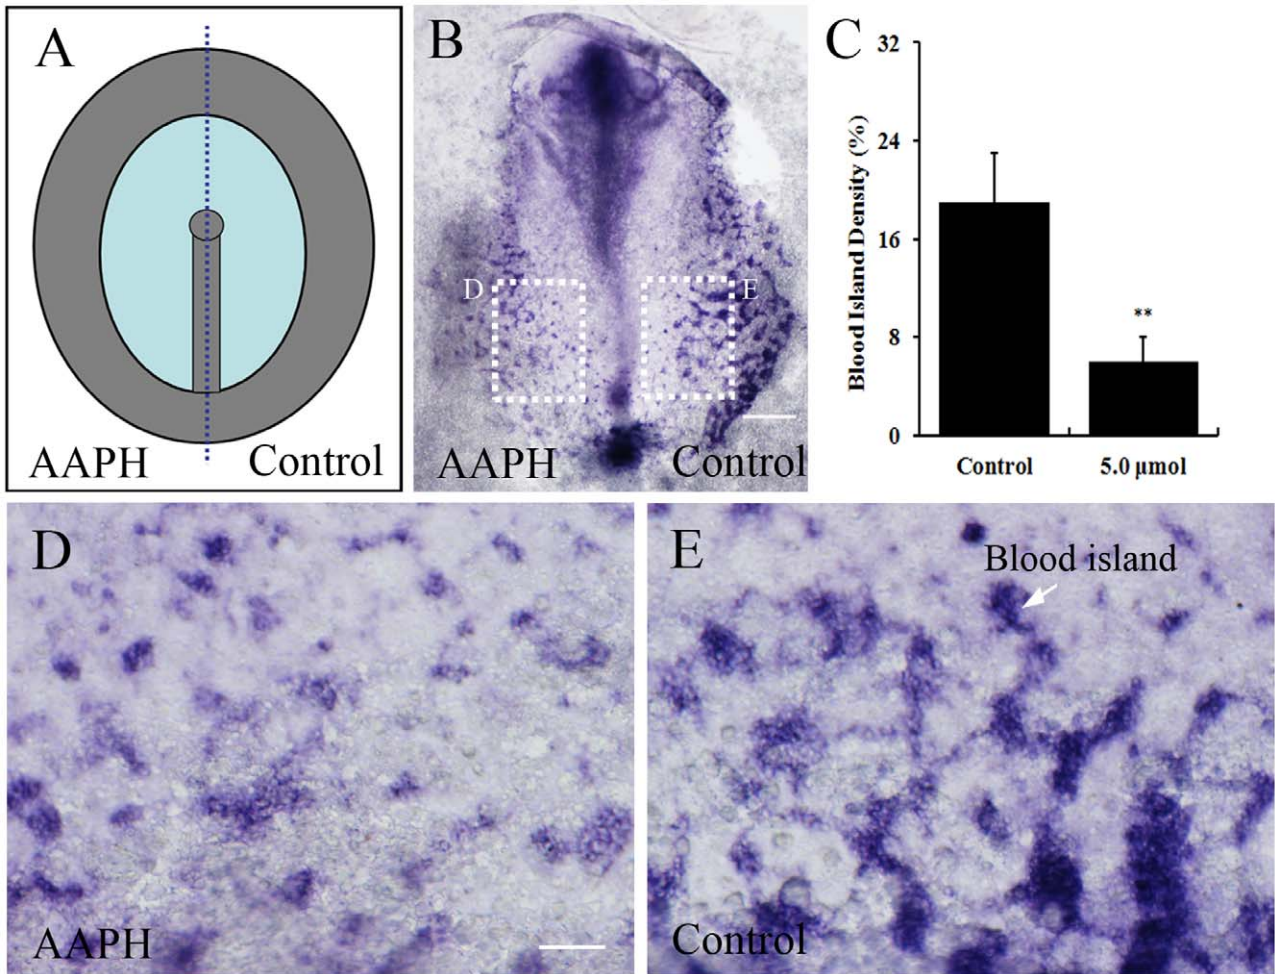 A
AAPH
Control
B
D
E
AAPH
Control
C
Blood Island Density (%)
32
24
16
8
0
**
Control
5.0 µmol
D
AAPH
E
Blood island
Control